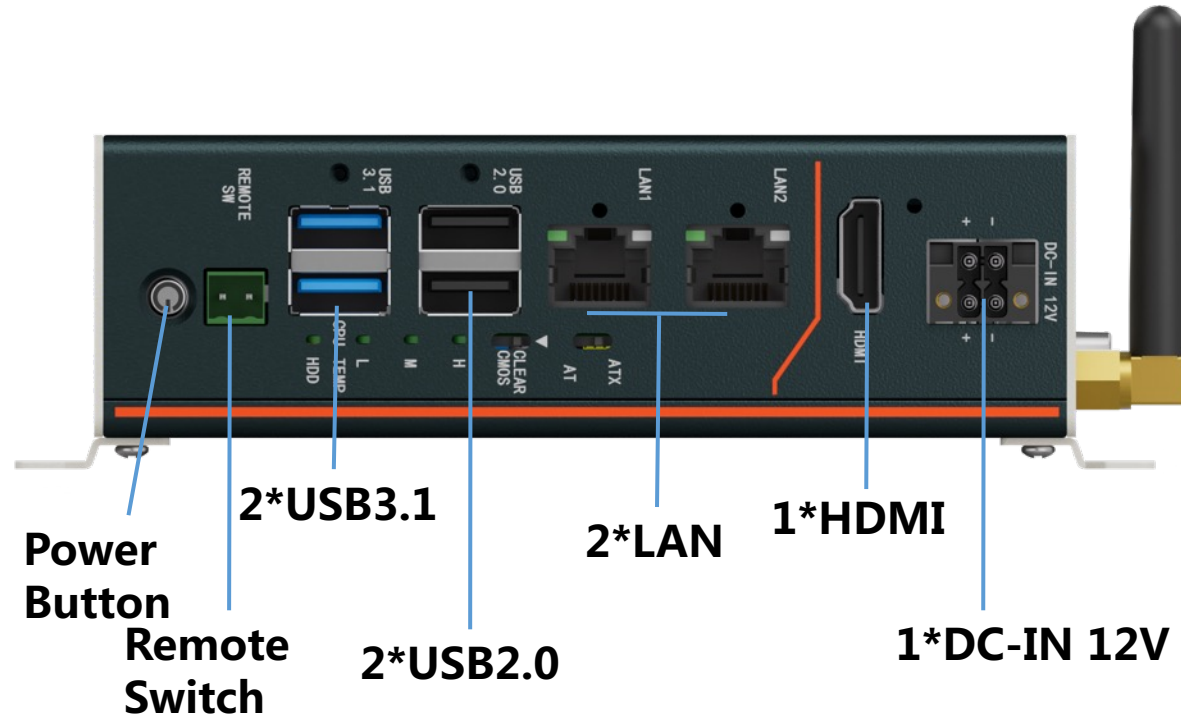 REMOTE
SW
USB
3.1
USB
2.0
LAN1
LAN2
HDMI
DC-IN 12V
+ -
+ -
HDD
CPU TEMP
L
M
H
CLEAR
CMOS
AT
ATX
Power
Button
Remote
Switch
2*USB3.1
2*USB2.0
2*LAN
1*HDMI
1*DC-IN 12V